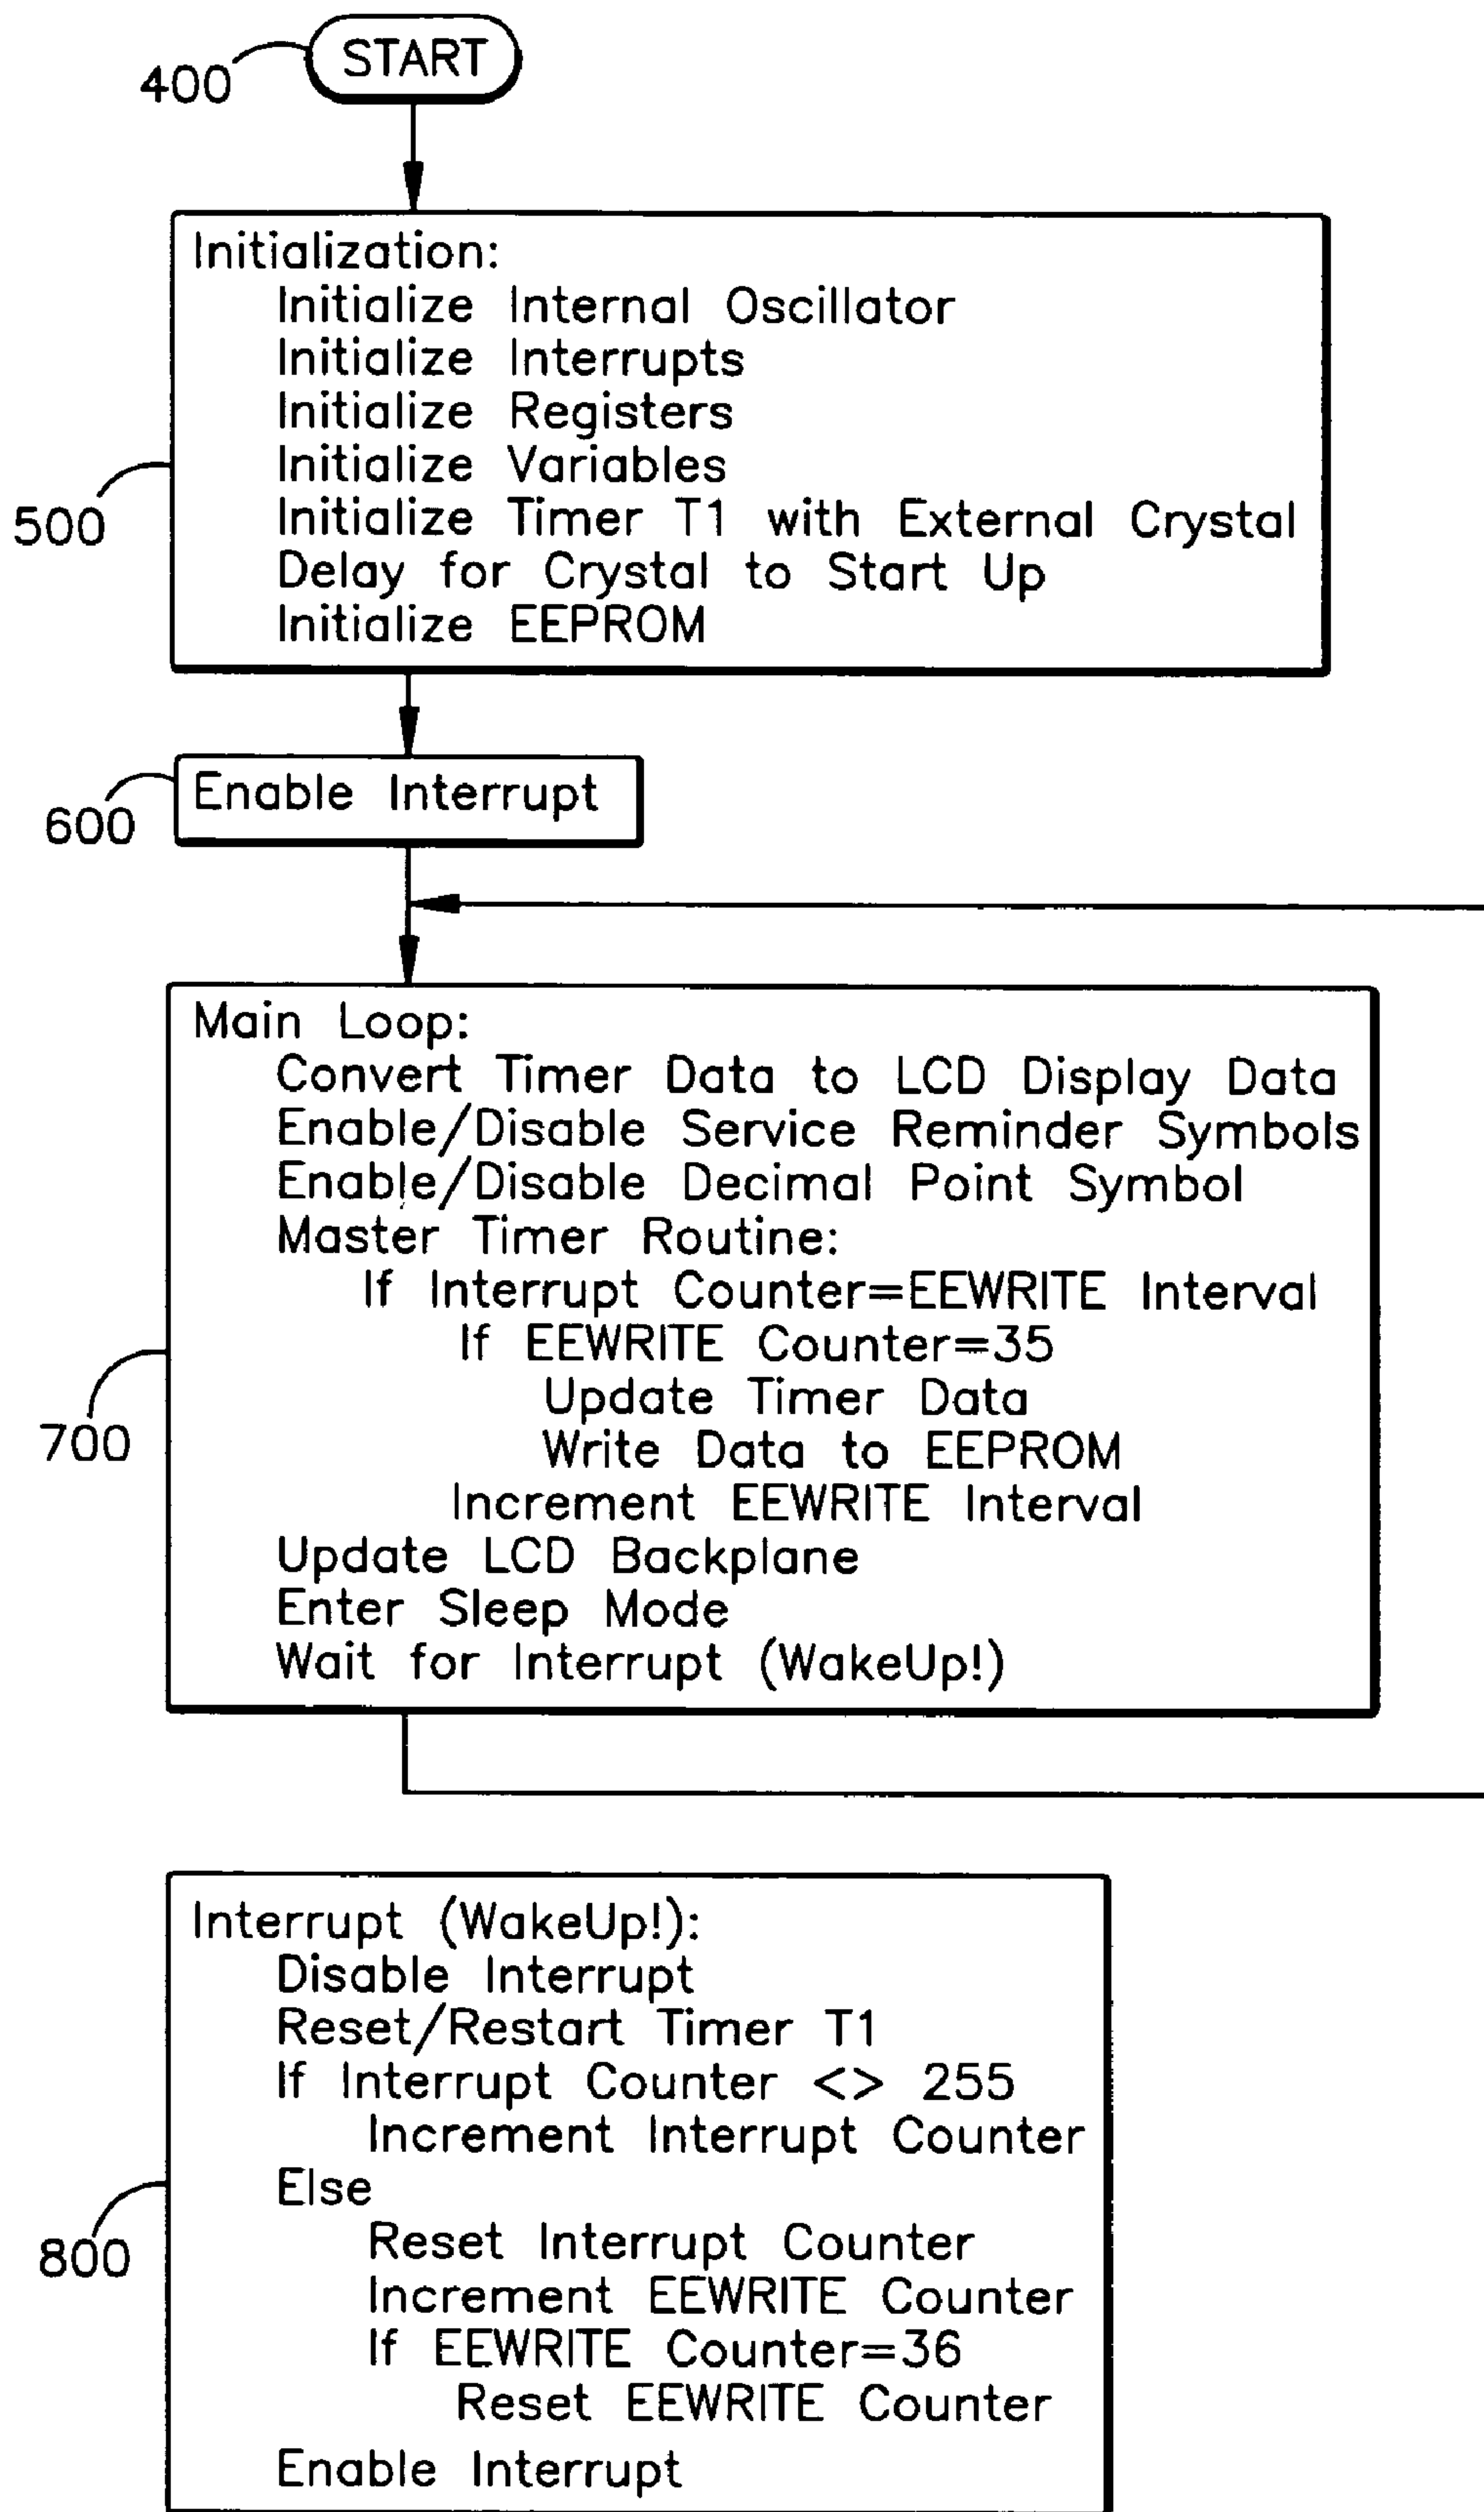 START
400
Initialization:
Initialize Internal Oscillator
Initialize Interrupts
Initialize Registers
Initialize Variables
Initialize Timer T1 with External Crystal
Delay for Crystal to Start Up
Initialize EEPROM
500
Enable Interrupt
600
Main Loop:
Convert Timer Data to LCD Display Data
Enable/Disable Service Reminder Symbols
Enable/Disable Decimal Point Symbol
Master Timer Routine:
If Interrupt Counter=EEWRITE Interval
If EEWRITE Counter=35
Update Timer Data
Write Data to EEPROM
Increment EEWRITE Interval
Update LCD Backplane
Enter Sleep Mode
Wait for Interrupt (WakeUp!)
700
Interrupt (WakeUp!):
Disable Interrupt
Reset/Restart Timer T1
If Interrupt Counter <> 255
Increment Interrupt Counter
Else
Reset Interrupt Counter
Increment EEWRITE Counter
If EEWRITE Counter=36
Reset EEWRITE Counter
Enable Interrupt
800